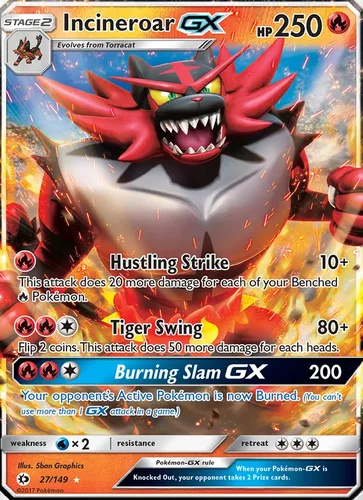 STAGE2 Incineroar GX HP250
Evolves from Torracat
Hustling Strike 10+
This attack does 20 more damage for each of your Benched
Pokémon.
Tiger Swing 80+
Flip 2 coins. This attack does 50 more damage for each heads.
Burning Slam GX 200
Your opponent's Active Pokémon is now Burned. (You can't
use more than 1 GX attack in a game.)
weakness ×2 resistance retreat
Illus. 5ban Graphics
27/149
©2017 Pokémon
Pokémon-GX rule
When your Pokémon-GX is
Knocked Out, your opponent takes 2 Prize cards.